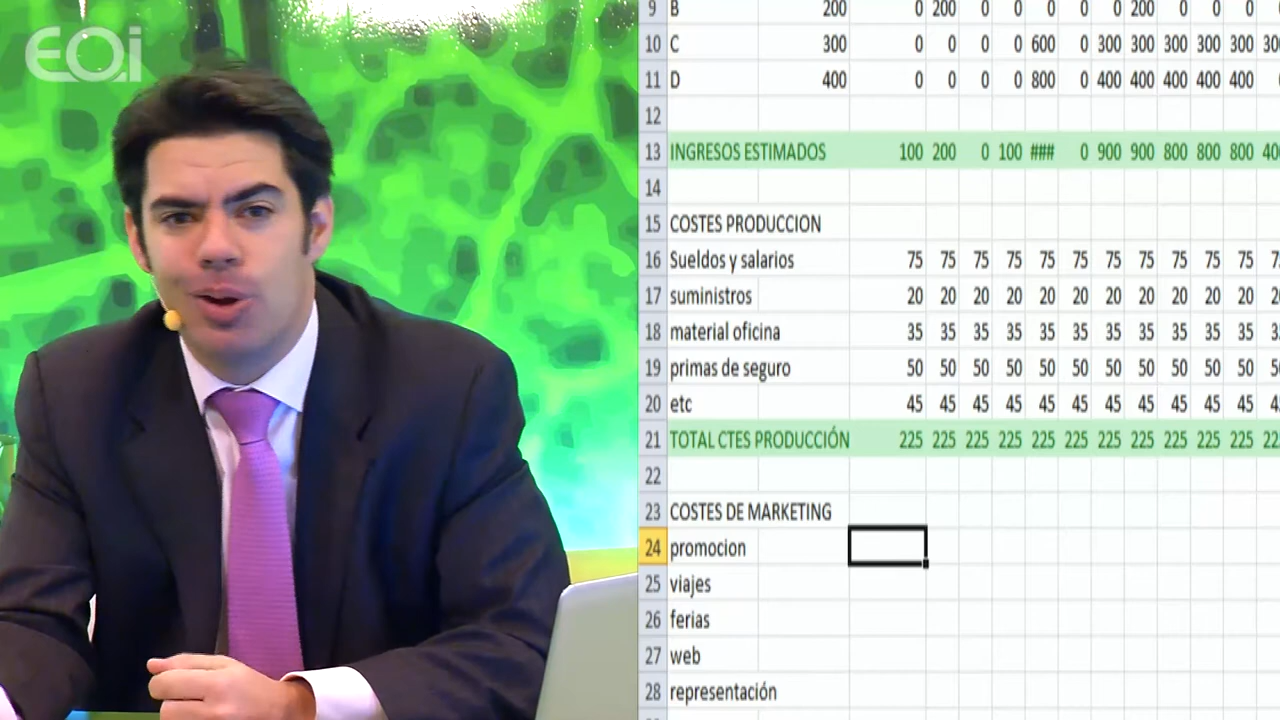 EOi
9 B 200 0 200 0 0 0 0 0 200 0 0 0
10 C 300 0 0 0 0 600 0 300 300 300 300 300 30
11 D 400 0 0 0 0 800 0 400 400 400 400 400
12
13 INGRESOS ESTIMADOS 100 200 0 100 ### 0 900 900 800 800 800 40
14
15 COSTES PRODUCCION
16 Sueldos y salarios 75 75 75 75 75 75 75 75 75 75 75 7
17 suministros 20 20 20 20 20 20 20 20 20 20 20 2
18 material oficina 35 35 35 35 35 35 35 35 35 35 35 3
19 primas de seguro 50 50 50 50 50 50 50 50 50 50 50 50
20 etc 45 45 45 45 45 45 45 45 45 45 45 4
21 TOTAL CTES PRODUCCIÓN 225 225 225 225 225 225 225 225 225 225 225 22
22
23 COSTES DE MARKETING
24 promocion
25 viajes
26 ferias
27 web
28 representación